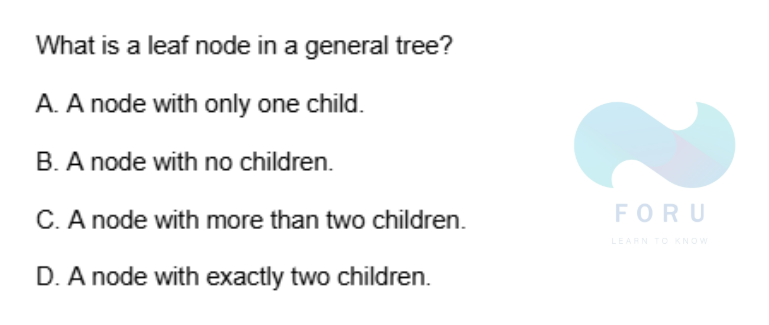 What is a leaf node in a general tree?
A. A node with only one child.
B. A node with no children.
C. A node with more than two children.
D. A node with exactly two children.
FORU
LEARN TO KNOW